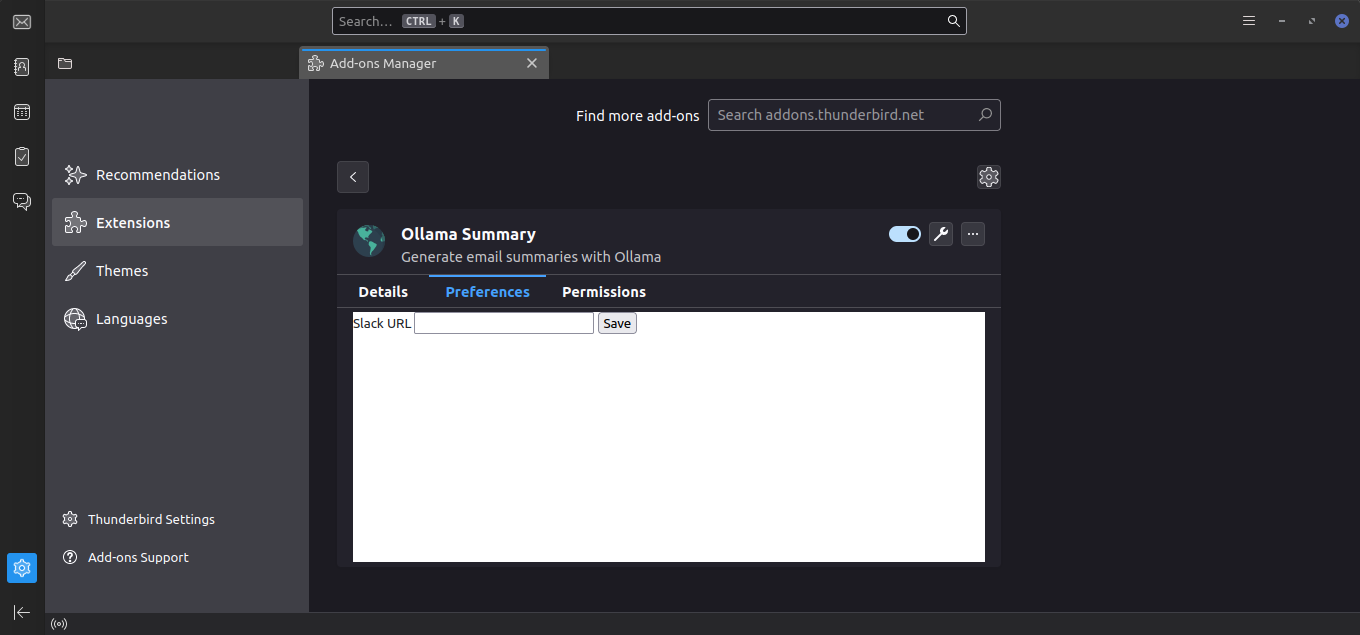 Search… CTRL + K
Add-ons Manager
Find more add-ons Search addons.thunderbird.net
Recommendations
Extensions
Themes
Languages
Ollama Summary
Generate email summaries with Ollama
Details Preferences Permissions
Slack URL Save
Thunderbird Settings
Add-ons Support